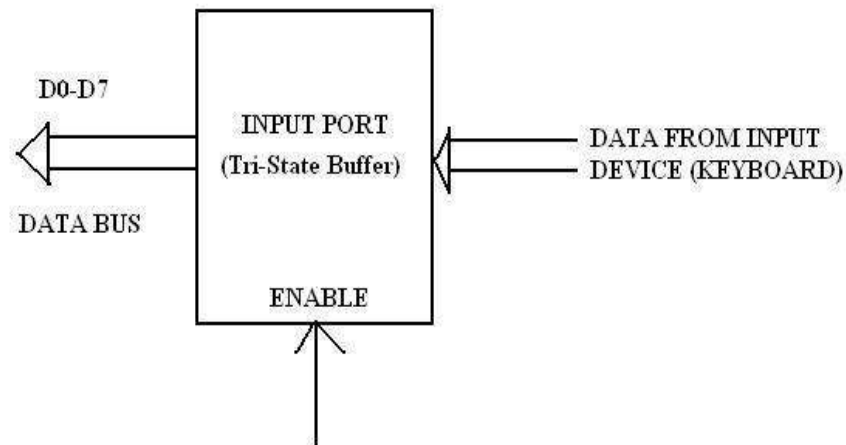 D0-D7
DATA BUS
INPUT PORT
(Tri-State Buffer)
ENABLE
DATA FROM INPUT
DEVICE (KEYBOARD)